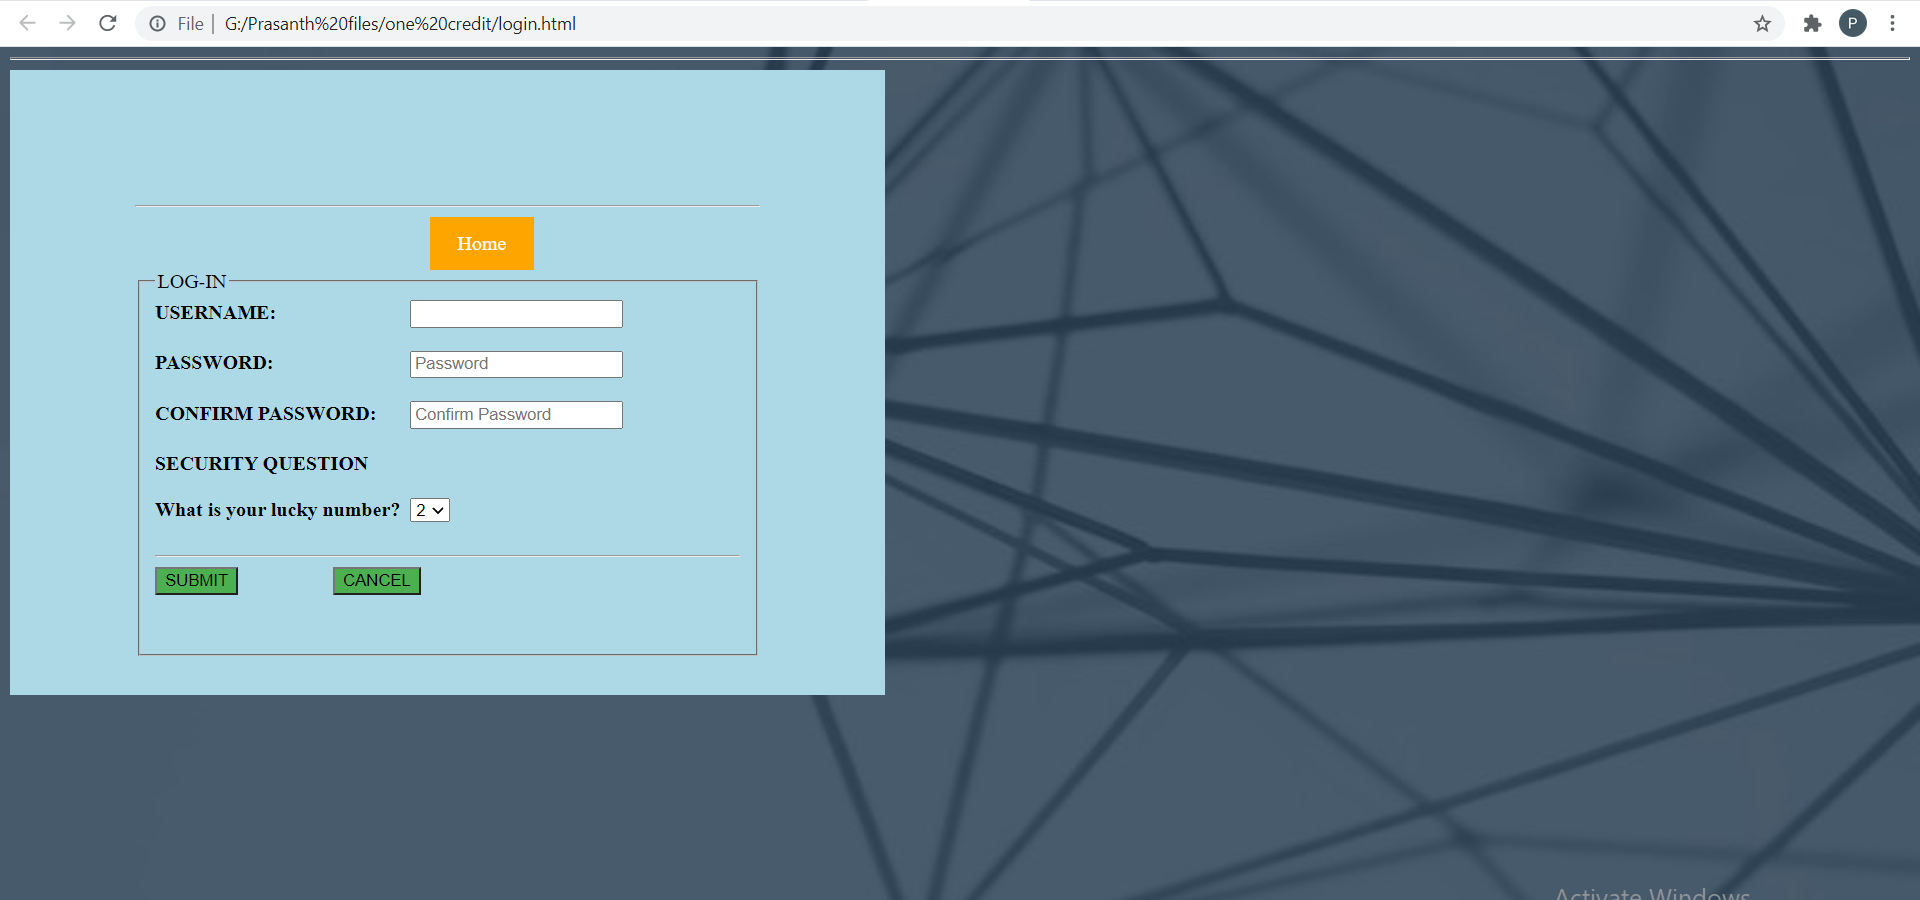 File | G:/Prasanth%20files/one%20credit/login.html
P
Home
LOG-IN
USERNAME:
PASSWORD: Password
CONFIRM PASSWORD: Confirm Password
SECURITY QUESTION
What is your lucky number? 2
SUBMIT CANCEL
Activate Windows